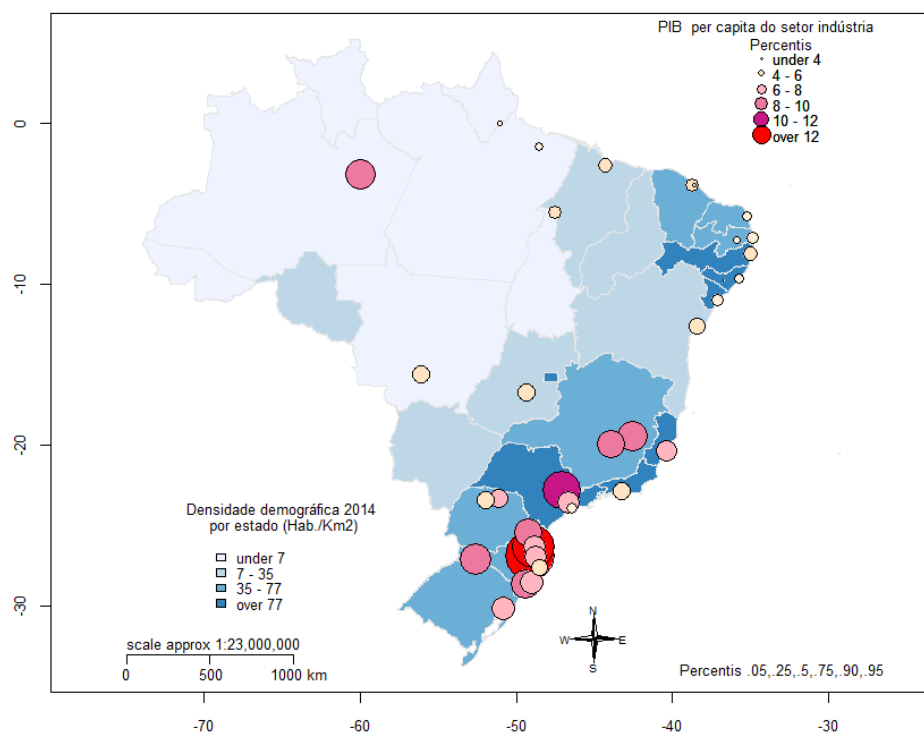 PIB per capita do setor indústria
Percentis
under 4
4 - 6
6 - 8
8 - 10
10 - 12
over 12
0
-10
-20
-30
Densidade demográfica 2014
por estado (Hab./Km2)
under 7
7 - 35
35 - 77
over 77
scale approx 1:23,000,000
0 500 1000 km
N
W E
S
Percentis .05,.25,.5,.75,.90,.95
-70 -60 -50 -40 -30